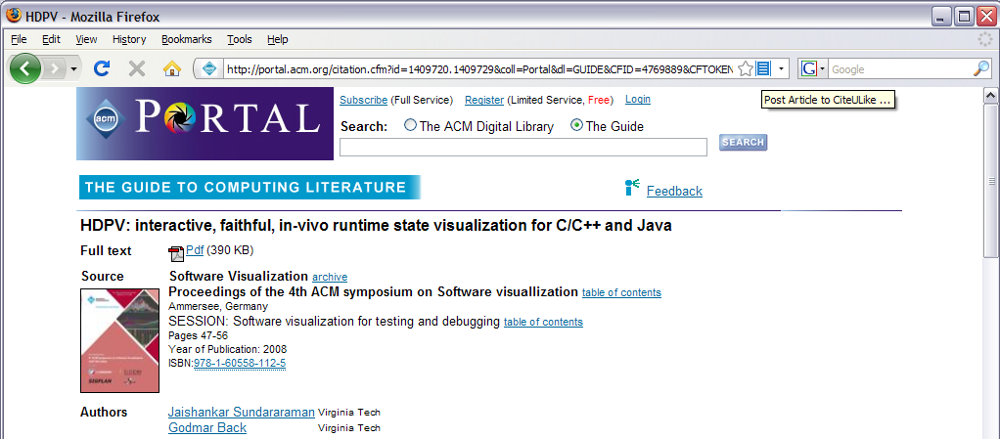 HDPV - Mozilla Firefox
File Edit View History Bookmarks Tools Help
http://portal.acm.org/citation.cfm?id=1409720.1409729&coll=Portal&dl=GUIDE&CFID=4769889&CFTOKEN
G Google
Post Article to CiteULike ...
acm PORTAL
Subscribe (Full Service) Register (Limited Service, Free) Login
Search: The ACM Digital Library The Guide
SEARCH
THE GUIDE TO COMPUTING LITERATURE
Feedback
HDPV: interactive, faithful, in-vivo runtime state visualization for C/C++ and Java
Full text Pdf (390 KB)
Source Software Visualization archive
Proceedings of the 4th ACM symposium on Software visuallization table of contents
Ammersee, Germany
SESSION: Software visualization for testing and debugging table of contents
Pages 47-56
Year of Publication: 2008
ISBN:978-1-60558-112-5
SIGPLAN
Authors Jaishankar Sundararaman Virginia Tech
Godmar Back Virginia Tech